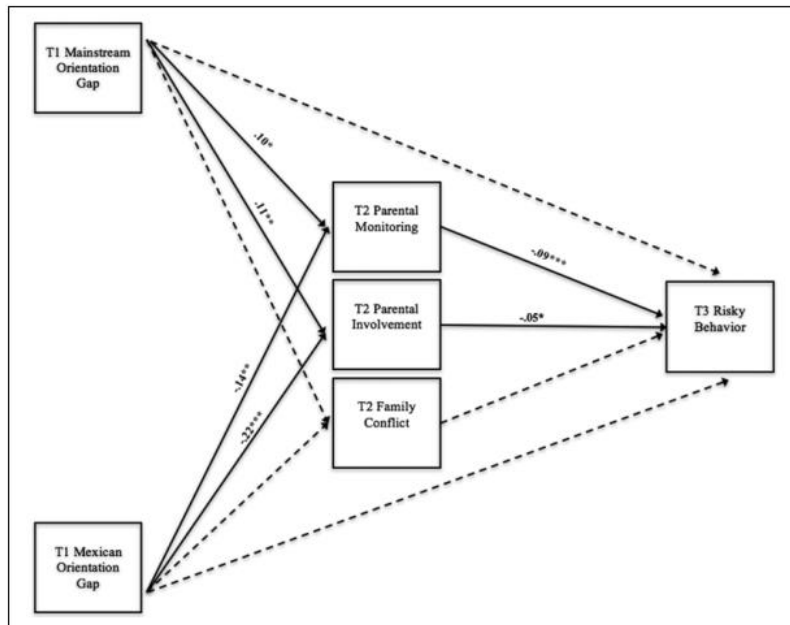 T1 Mainstream
Orientation
Gap
.10*
.11**
T2 Parental
Monitoring
-.09***
T2 Parental
Involvement
-.05*
T3 Risky
Behavior
-.14**
-.22***
T2 Family
Conflict
T1 Mexican
Orientation
Gap